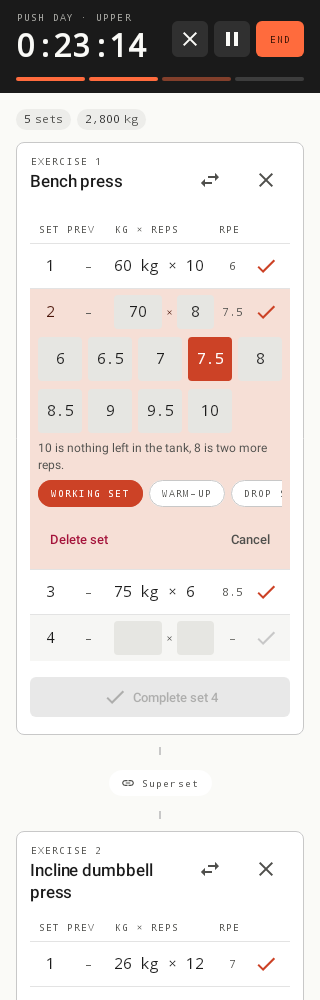 PUSH DAY · UPPER
0:23:14
END
5 sets
2,800 kg
EXERCISE 1
Bench press
SET PREV KG × REPS RPE
1 – 60 kg × 10 6
2 – 70 × 8 7.5
6 6.5 7 7.5 8
8.5 9 9.5 10
10 is nothing left in the tank, 8 is two more
reps.
WORKING SET WARM-UP DROP
Delete set Cancel
3 – 75 kg × 6 8.5
4 – × –
Complete set 4
Superset
EXERCISE 2
Incline dumbbell
press
SET PREV KG × REPS RPE
1 – 26 kg × 12 7